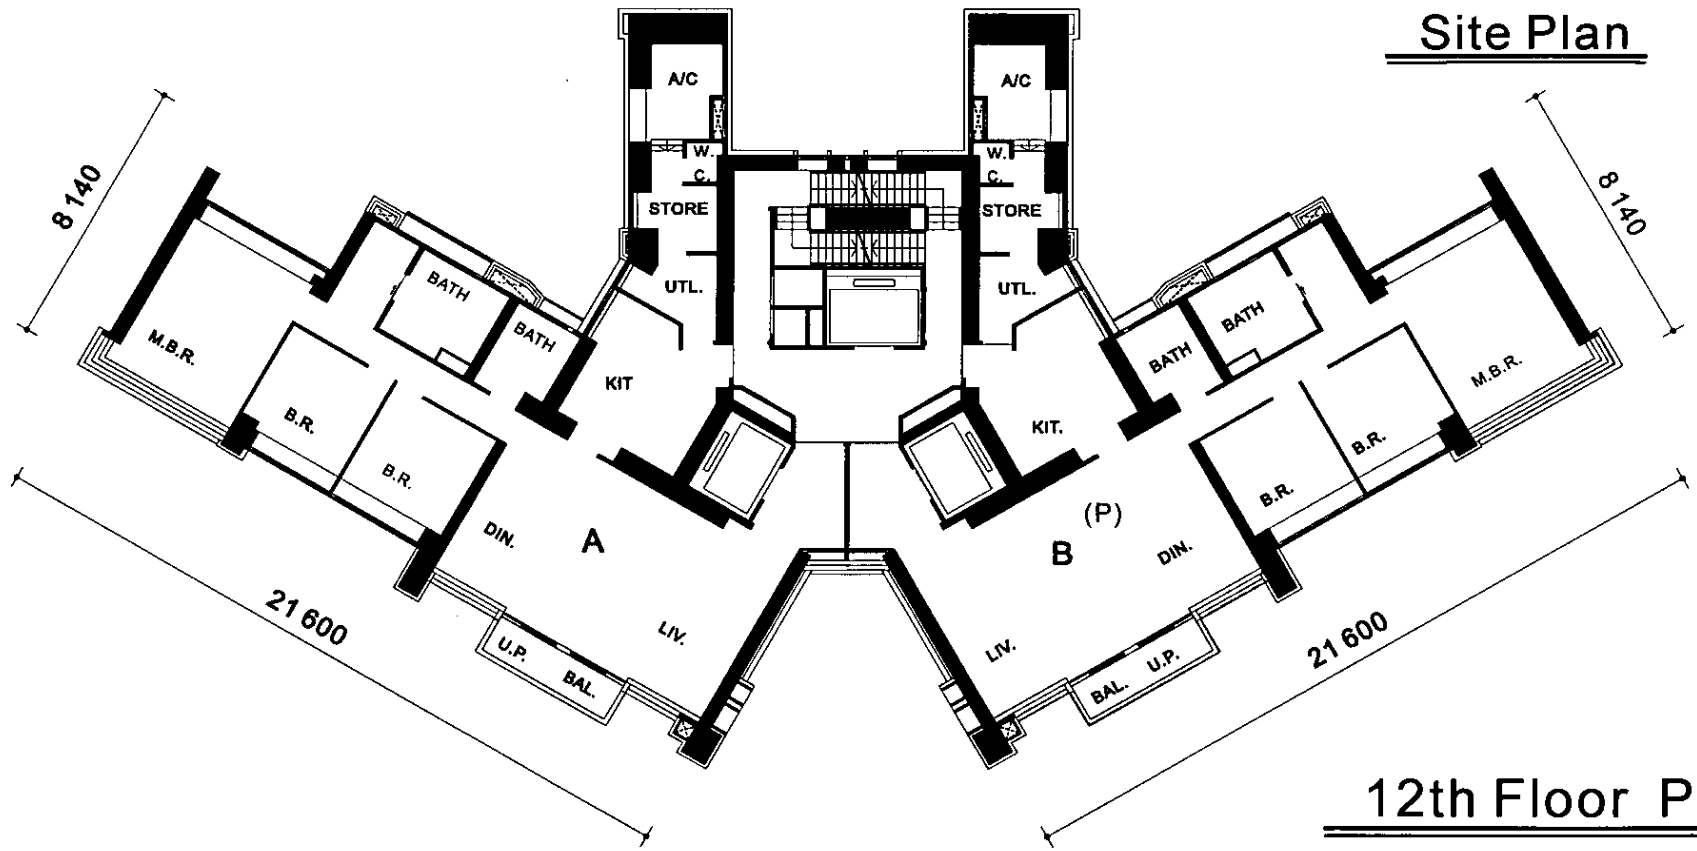 Site Plan
A/C
A/C
W.
C.
W.
C.
8 140
8 140
STORE
STORE
BATH
UTL.
UTL.
BATH
M.B.R.
BATH
BATH
M.B.R.
KIT
KIT.
B.R.
B.R.
B.R.
B.R.
DIN.
A
(P)
B
DIN.
21 600
LIV.
LIV.
21 600
U.P.
BAL.
BAL.
U.P.
12th Floor P